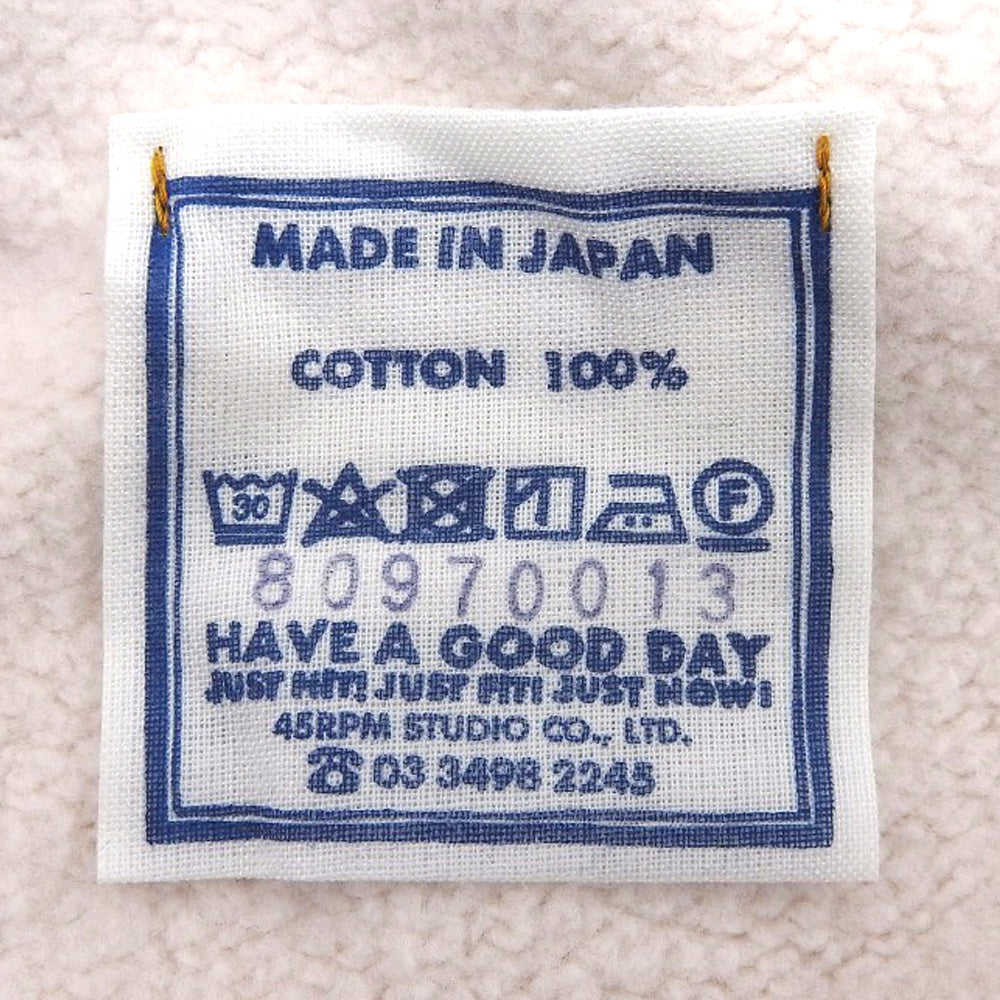 MADE IN JAPAN
COTTON 100%
30 F
80970013
HAVE A GOOD DAY
JUST HIT! JUST FIT! JUST NOW!
45RPM STUDIO CO., LTD.
☎ 03 3498 2245